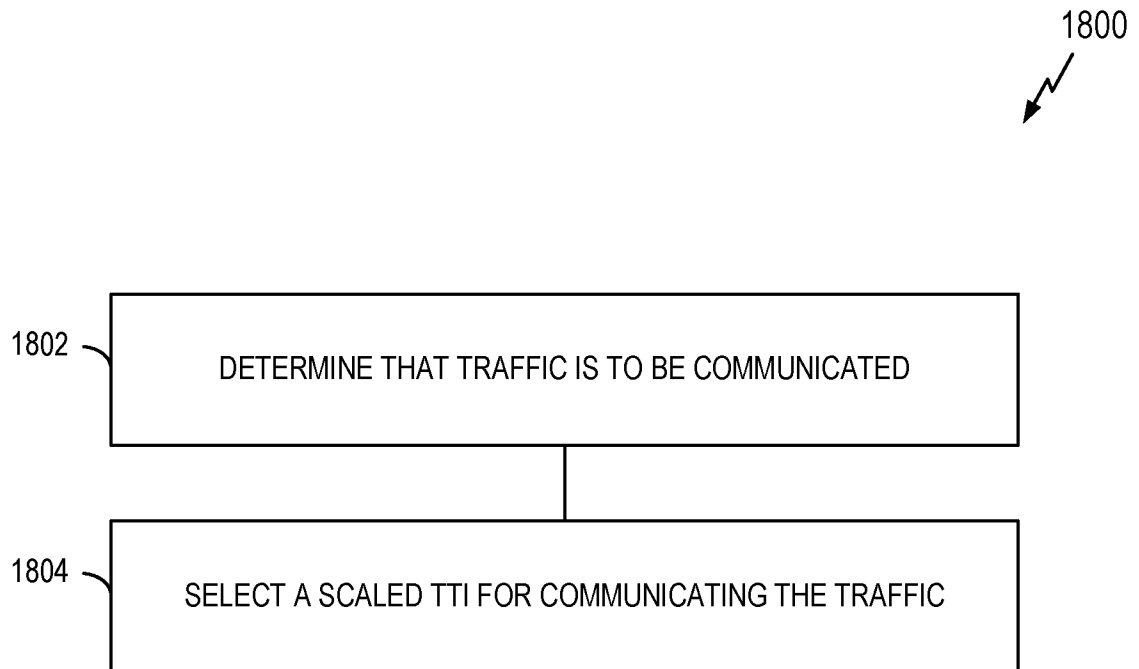 1800
1802
DETERMINE THAT TRAFFIC IS TO BE COMMUNICATED
1804
SELECT A SCALED TTI FOR COMMUNICATING THE TRAFFIC